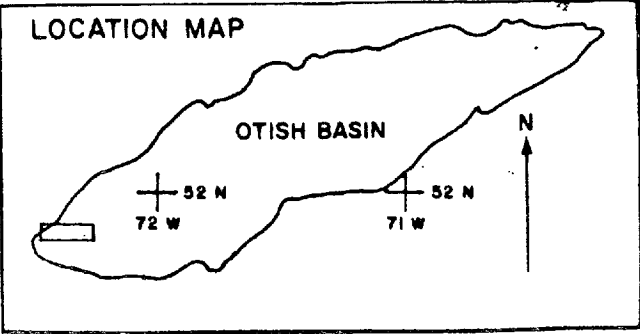 LOCATION MAP
OTISH BASIN
N
52 N
72 W
52 N
71 W